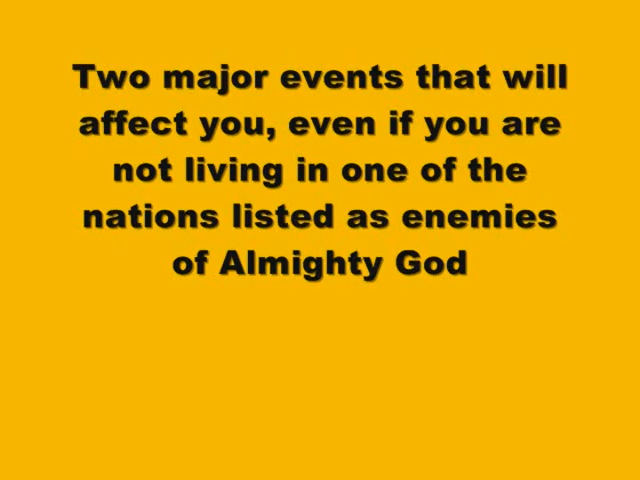 Two major events that will
affect you, even if you are
not living in one of the
nations listed as enemies
of Almighty God